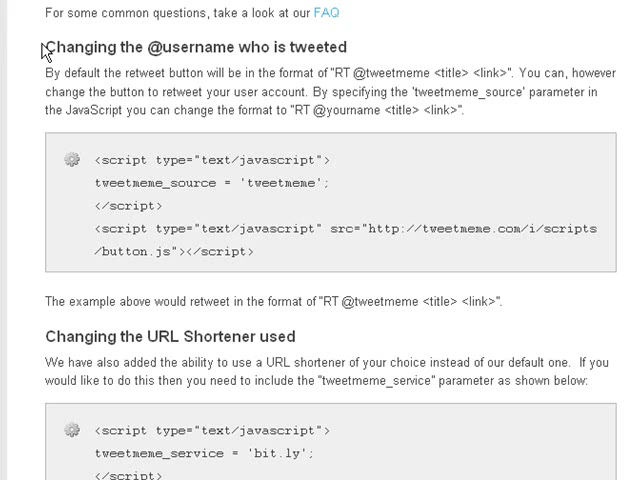 For some common questions, take a look at our FAQ
Changing the @username who is tweeted
By default the retweet button will be in the format of "RT @tweetmeme <title> <link>". You can, however
change the button to retweet your user account. By specifying the 'tweetmeme_source' parameter in
the JavaScript you can change the format to "RT @yourname <title> <link>".
<script type="text/javascript">
tweetmeme_source = 'tweetmeme';
</script>
<script type="text/javascript" src="http://tweetmeme.com/i/scripts
/button.js"></script>
The example above would retweet in the format of "RT @tweetmeme <title> <link>".
Changing the URL Shortener used
We have also added the ability to use a URL shortener of your choice instead of our default one. If you
would like to do this then you need to include the "tweetmeme_service" parameter as shown below:
<script type="text/javascript">
tweetmeme_service = 'bit.ly';
</script>